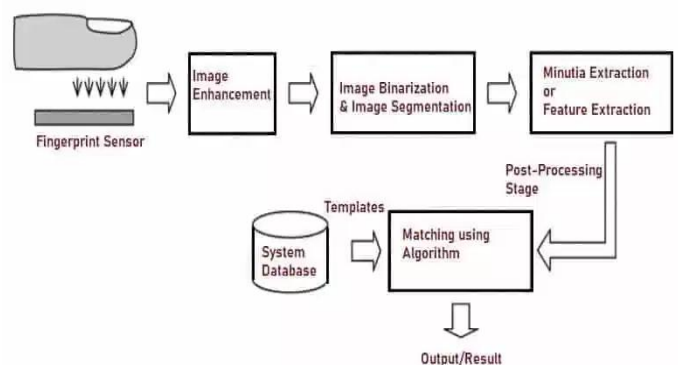 Fingerprint Sensor
Image
Enhancement
Image Binarization
& Image Segmentation
Minutia Extraction
or
Feature Extraction
Post-Processing
Stage
Templates
System
Database
Matching using
Algorithm
Output/Result